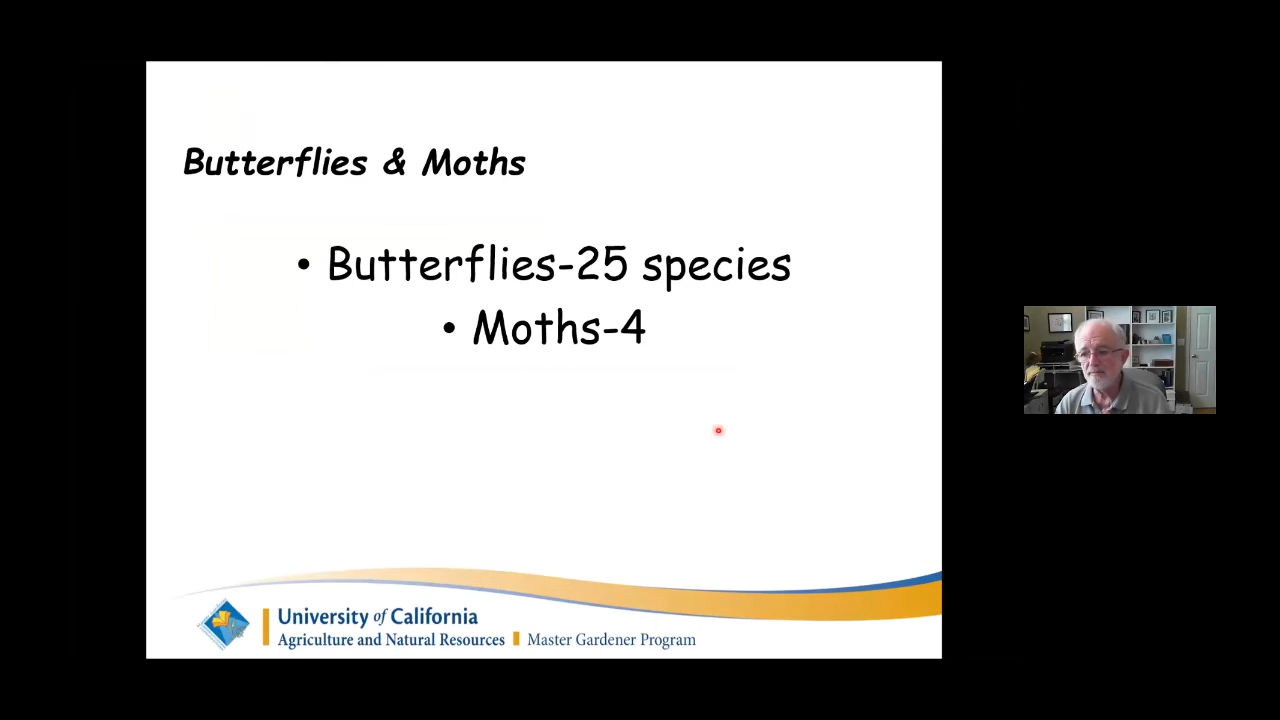 Butterflies & Moths
• Butterflies-25 species
• Moths-4
University of California
Agriculture and Natural Resources Master Gardener Program